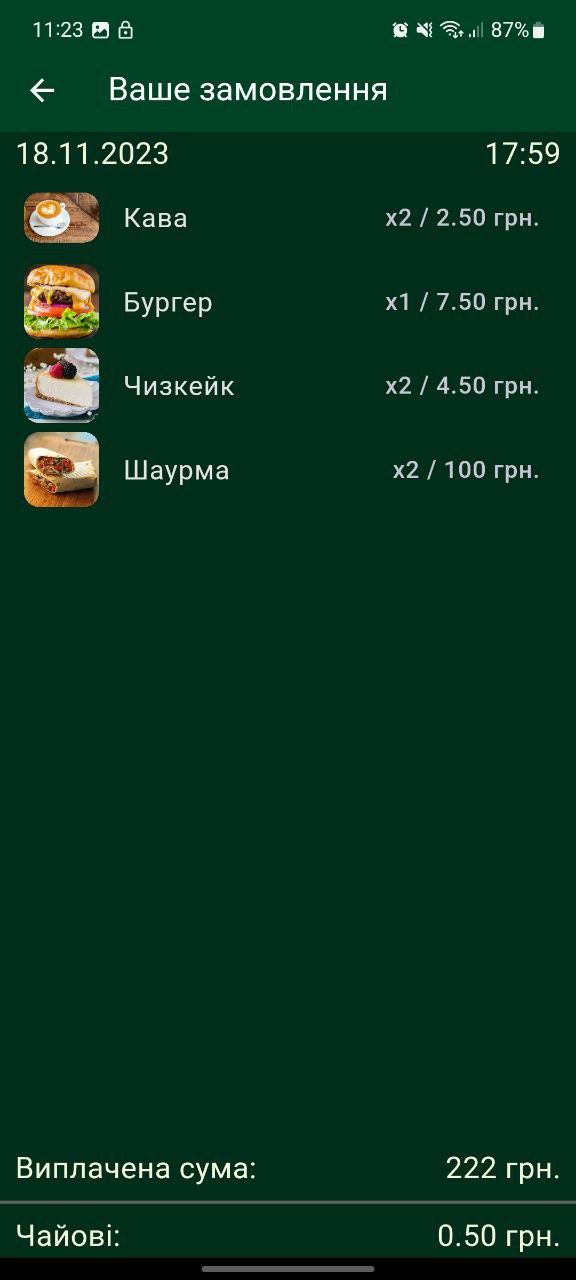 11:23 87%
Ваше замовлення
18.11.2023 17:59
Кава x2 / 2.50 грн.
Бургер x1 / 7.50 грн.
Чизкейк x2 / 4.50 грн.
Шаурма x2 / 100 грн.
Виплачена сума: 222 грн.
Чайові: 0.50 грн.